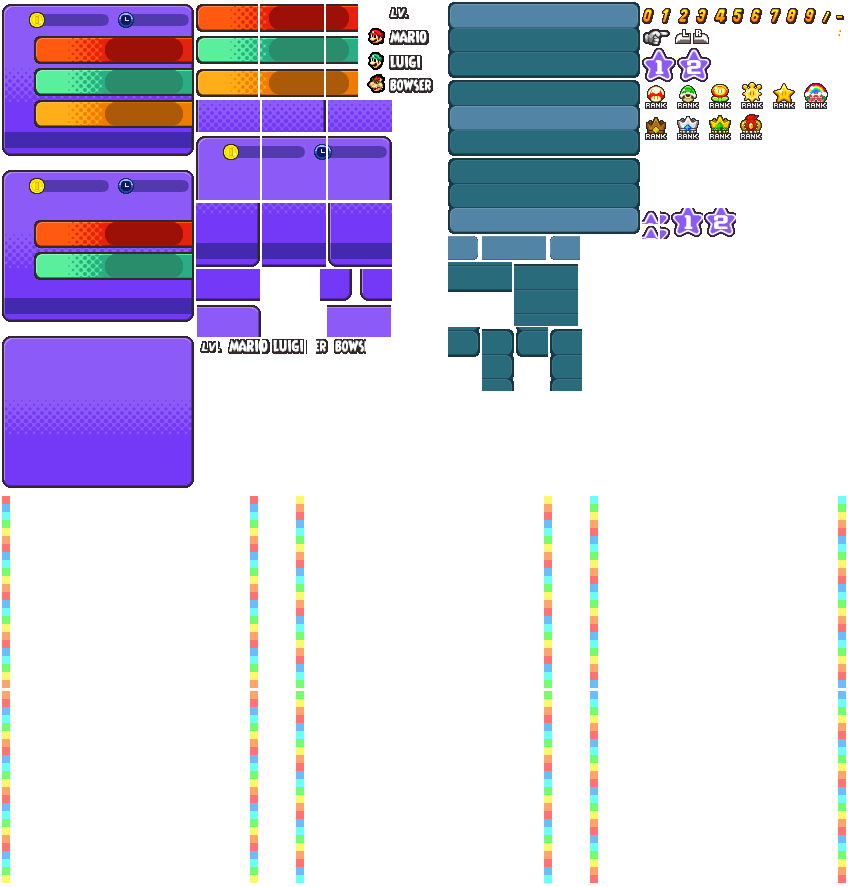 LV.
MARIO
LUIGI
BOWSER
0 1 2 3 4 5 6 7 8 9 / -
:
L R
1 2
RANK RANK RANK RANK RANK RANK
RANK RANK RANK RANK
1 2
LV. MARIO LUIGI ER BOWS